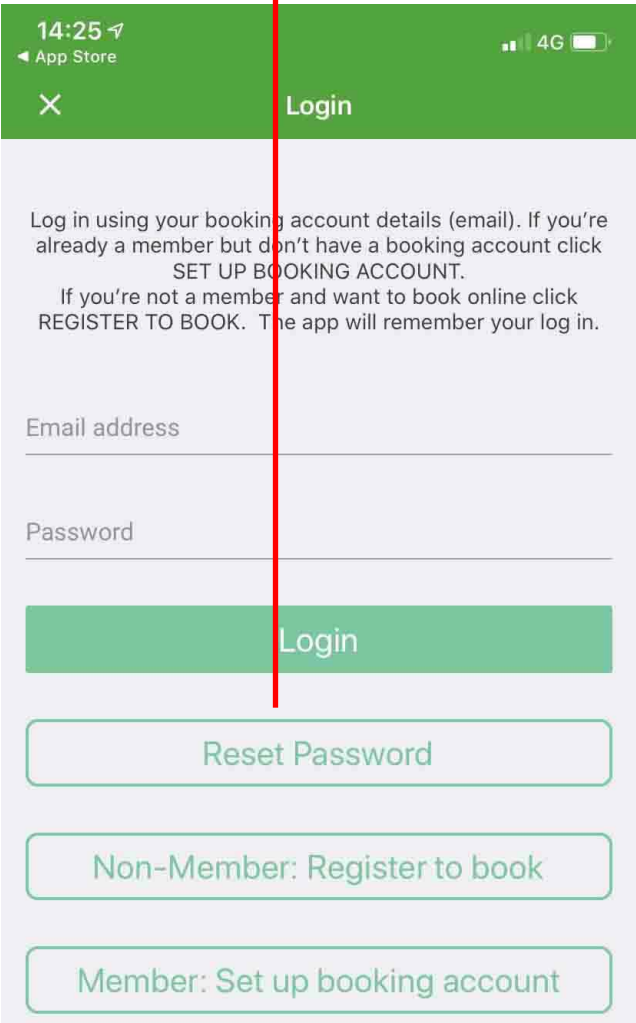 14:25
◀ App Store
4G
Login
Log in using your booking account details (email). If you’re
already a member but don’t have a booking account click
SET UP BOOKING ACCOUNT.
If you’re not a member and want to book online click
REGISTER TO BOOK.  The app will remember your log in.
Email address
Password
Login
Reset Password
Non-Member: Register to book
Member: Set up booking account